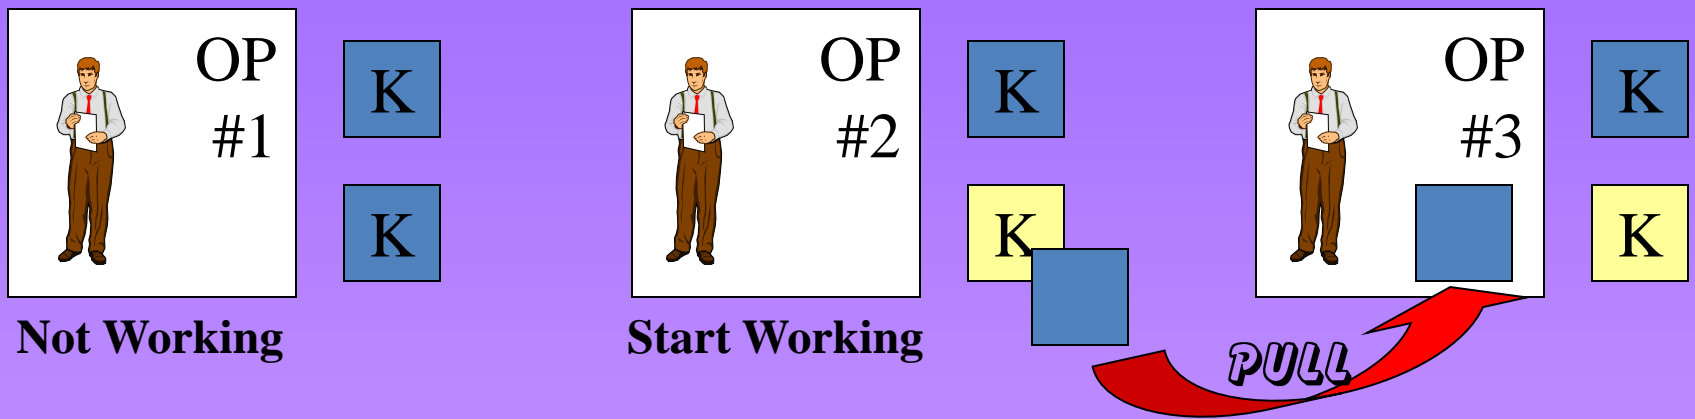 OP
#1
K
K
Not Working
OP
#2
K
K
Start Working
OP
#3
K
K
PULL